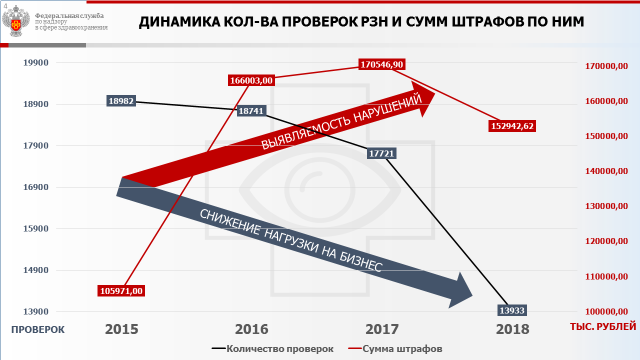 4
Федеральная служба
по надзору
в сфере здравоохранения
ДИНАМИКА КОЛ-ВА ПРОВЕРОК РЗН И СУММ ШТРАФОВ ПО НИМ
19900
18900
17900
16900
15900
14900
13900
170000,00
160000,00
150000,00
140000,00
130000,00
120000,00
110000,00
100000,00
18982
18741
17721
13933
105971,00
166003,00
170546,90
152942,62
ВЫЯВЛЯЕМОСТЬ НАРУШЕНИЙ
СНИЖЕНИЕ НАГРУЗКИ НА БИЗНЕС
ПРОВЕРОК
2015
2016
2017
2018
ТЫС. РУБЛЕЙ
Количество проверок
Сумма штрафов